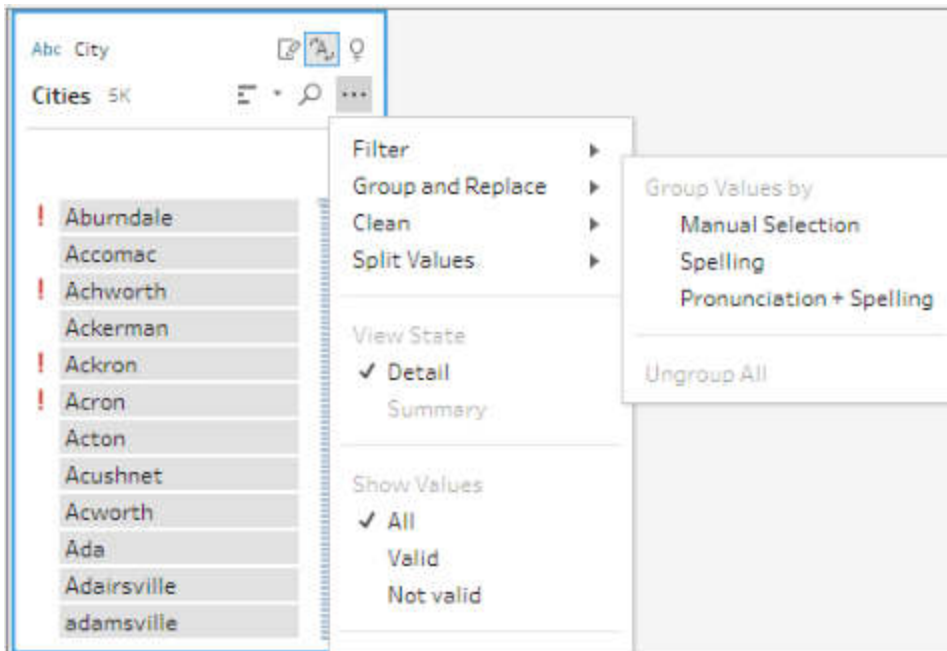 Abc City
Cities 5K
! Aburndale
Accomac
! Achworth
Ackerman
! Ackron
! Acron
Acton
Acushnet
Acworth
Ada
Adairsville
adamsville
Filter
Group and Replace
Clean
Split Values
View State
✓ Detail
Summary
Show Values
✓ All
Valid
Not valid
Group Values by
Manual Selection
Spelling
Pronunciation + Spelling
Ungroup All